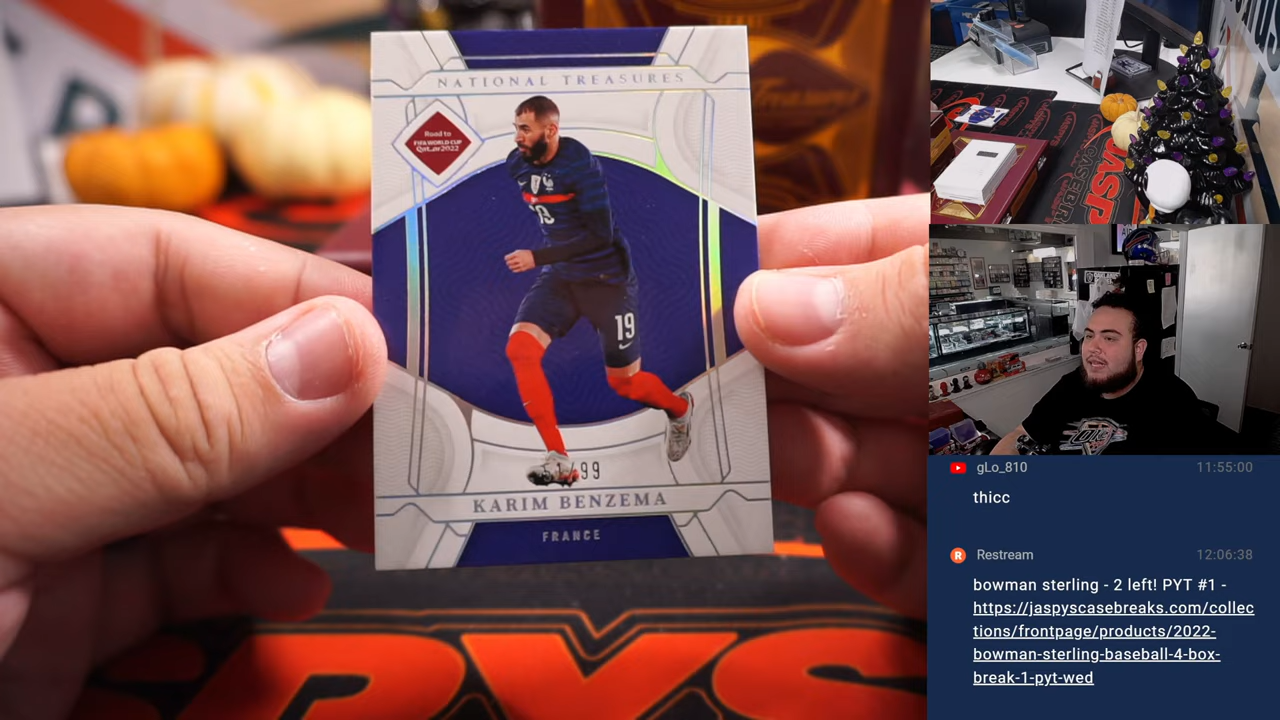 NATIONAL TREASURES
Road to
FIFA WORLD CUP
Qatar2022
19
19
51/99
KARIM BENZEMA
FRANCE
gLo_810 11:55:00
thicc
Restream 12:06:38
bowman sterling - 2 left! PYT #1 -
https://jaspyscasebreaks.com/collec
tions/frontpage/products/2022-
bowman-sterling-baseball-4-box-
break-1-pyt-wed